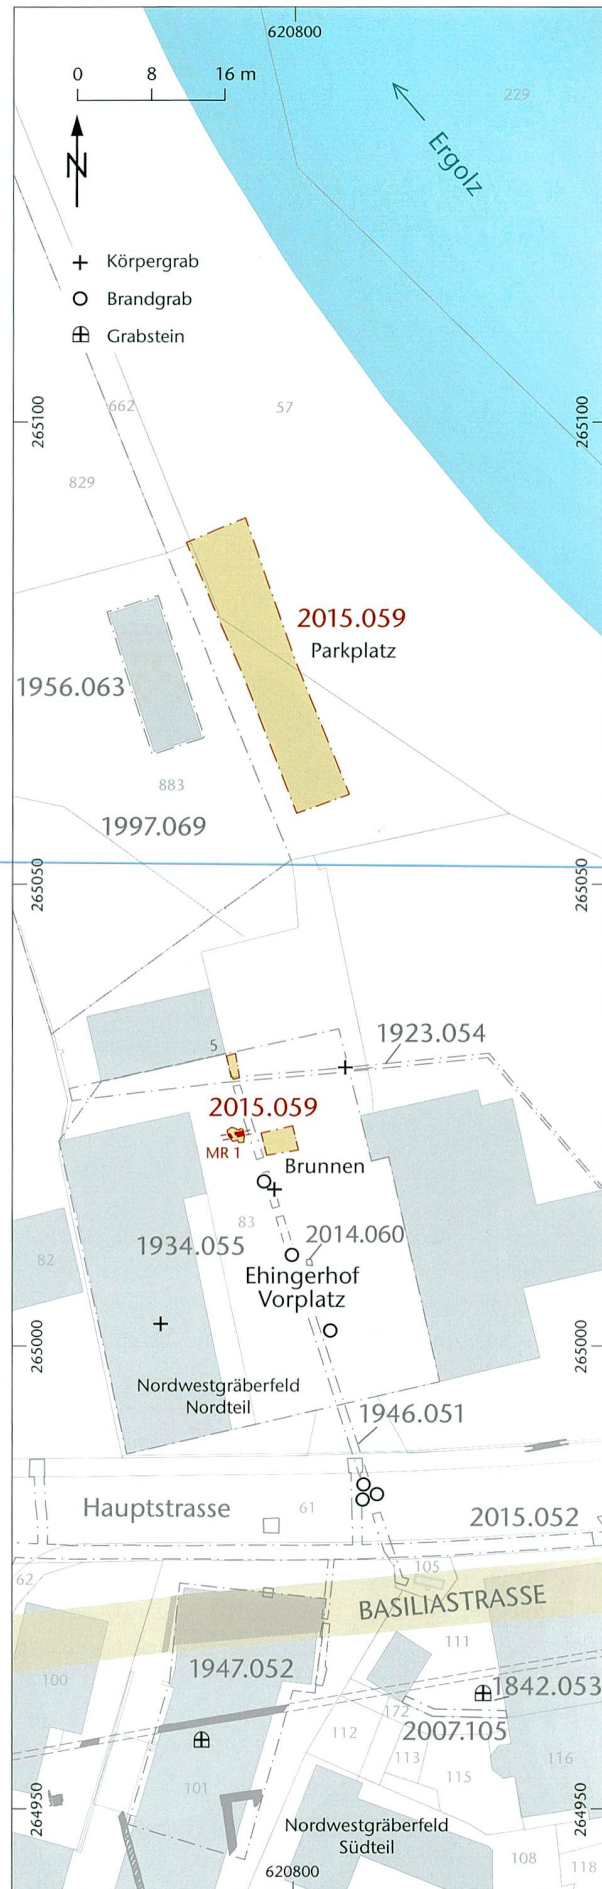 620800
0 8 16 m
229
Ergolz
N
Körpergrab
Brandgrab
Grabstein
265100
265100
662
57
829
2015.059
Parkplatz
1956.063
883
1997.069
265050
265050
1923.054
5
2015.059
MR 1
Brunnen
83
1934.055
2014.060
82
Ehingerhof
Vorplatz
265000
265000
Nordwestgräberfeld
Nordteil
1946.051
Hauptstrasse
61
2015.052
62
105
BASILIASTRASSE
111
100
1947.052
1842.053
172
2007.105
112
113
115
116
101
264950
264950
Nordwestgräberfeld
Südteil
108
118
7
620800